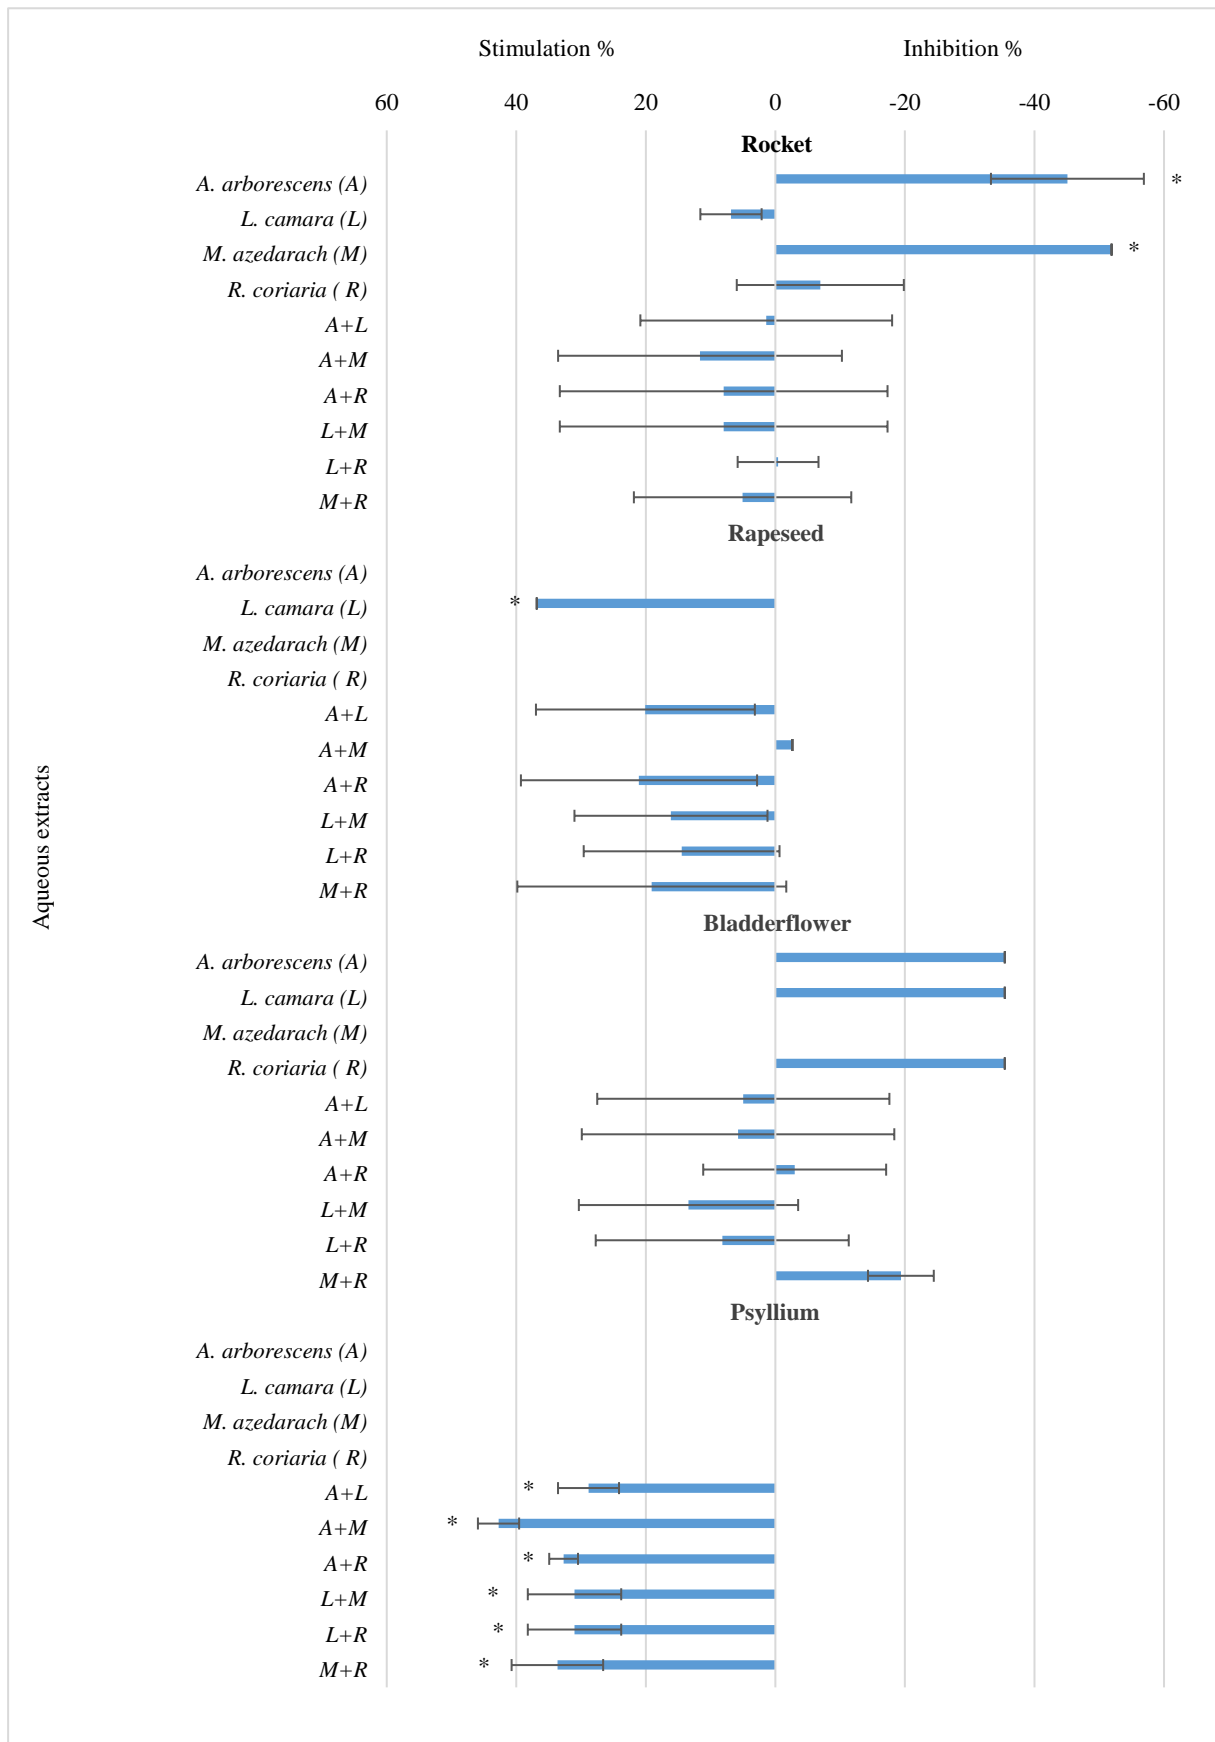 Stimulation % Inhibition %
60 40 20 0 -20 -40 -60
Rocket
A. arborescens (A) *
L. camara (L)
M. azedarach (M) *
R. coriaria ( R)
A+L
A+M
A+R
L+M
L+R
M+R
Rapeseed
A. arborescens (A)
L. camara (L) *
M. azedarach (M)
R. coriaria ( R)
A+L
A+M
A+R
L+M
L+R
M+R
Aqueous extracts
Bladderflower
A. arborescens (A)
L. camara (L)
M. azedarach (M)
R. coriaria ( R)
A+L
A+M
A+R
L+M
L+R
M+R
Psyllium
A. arborescens (A)
L. camara (L)
M. azedarach (M)
R. coriaria ( R)
A+L *
A+M *
A+R *
L+M *
L+R *
M+R *